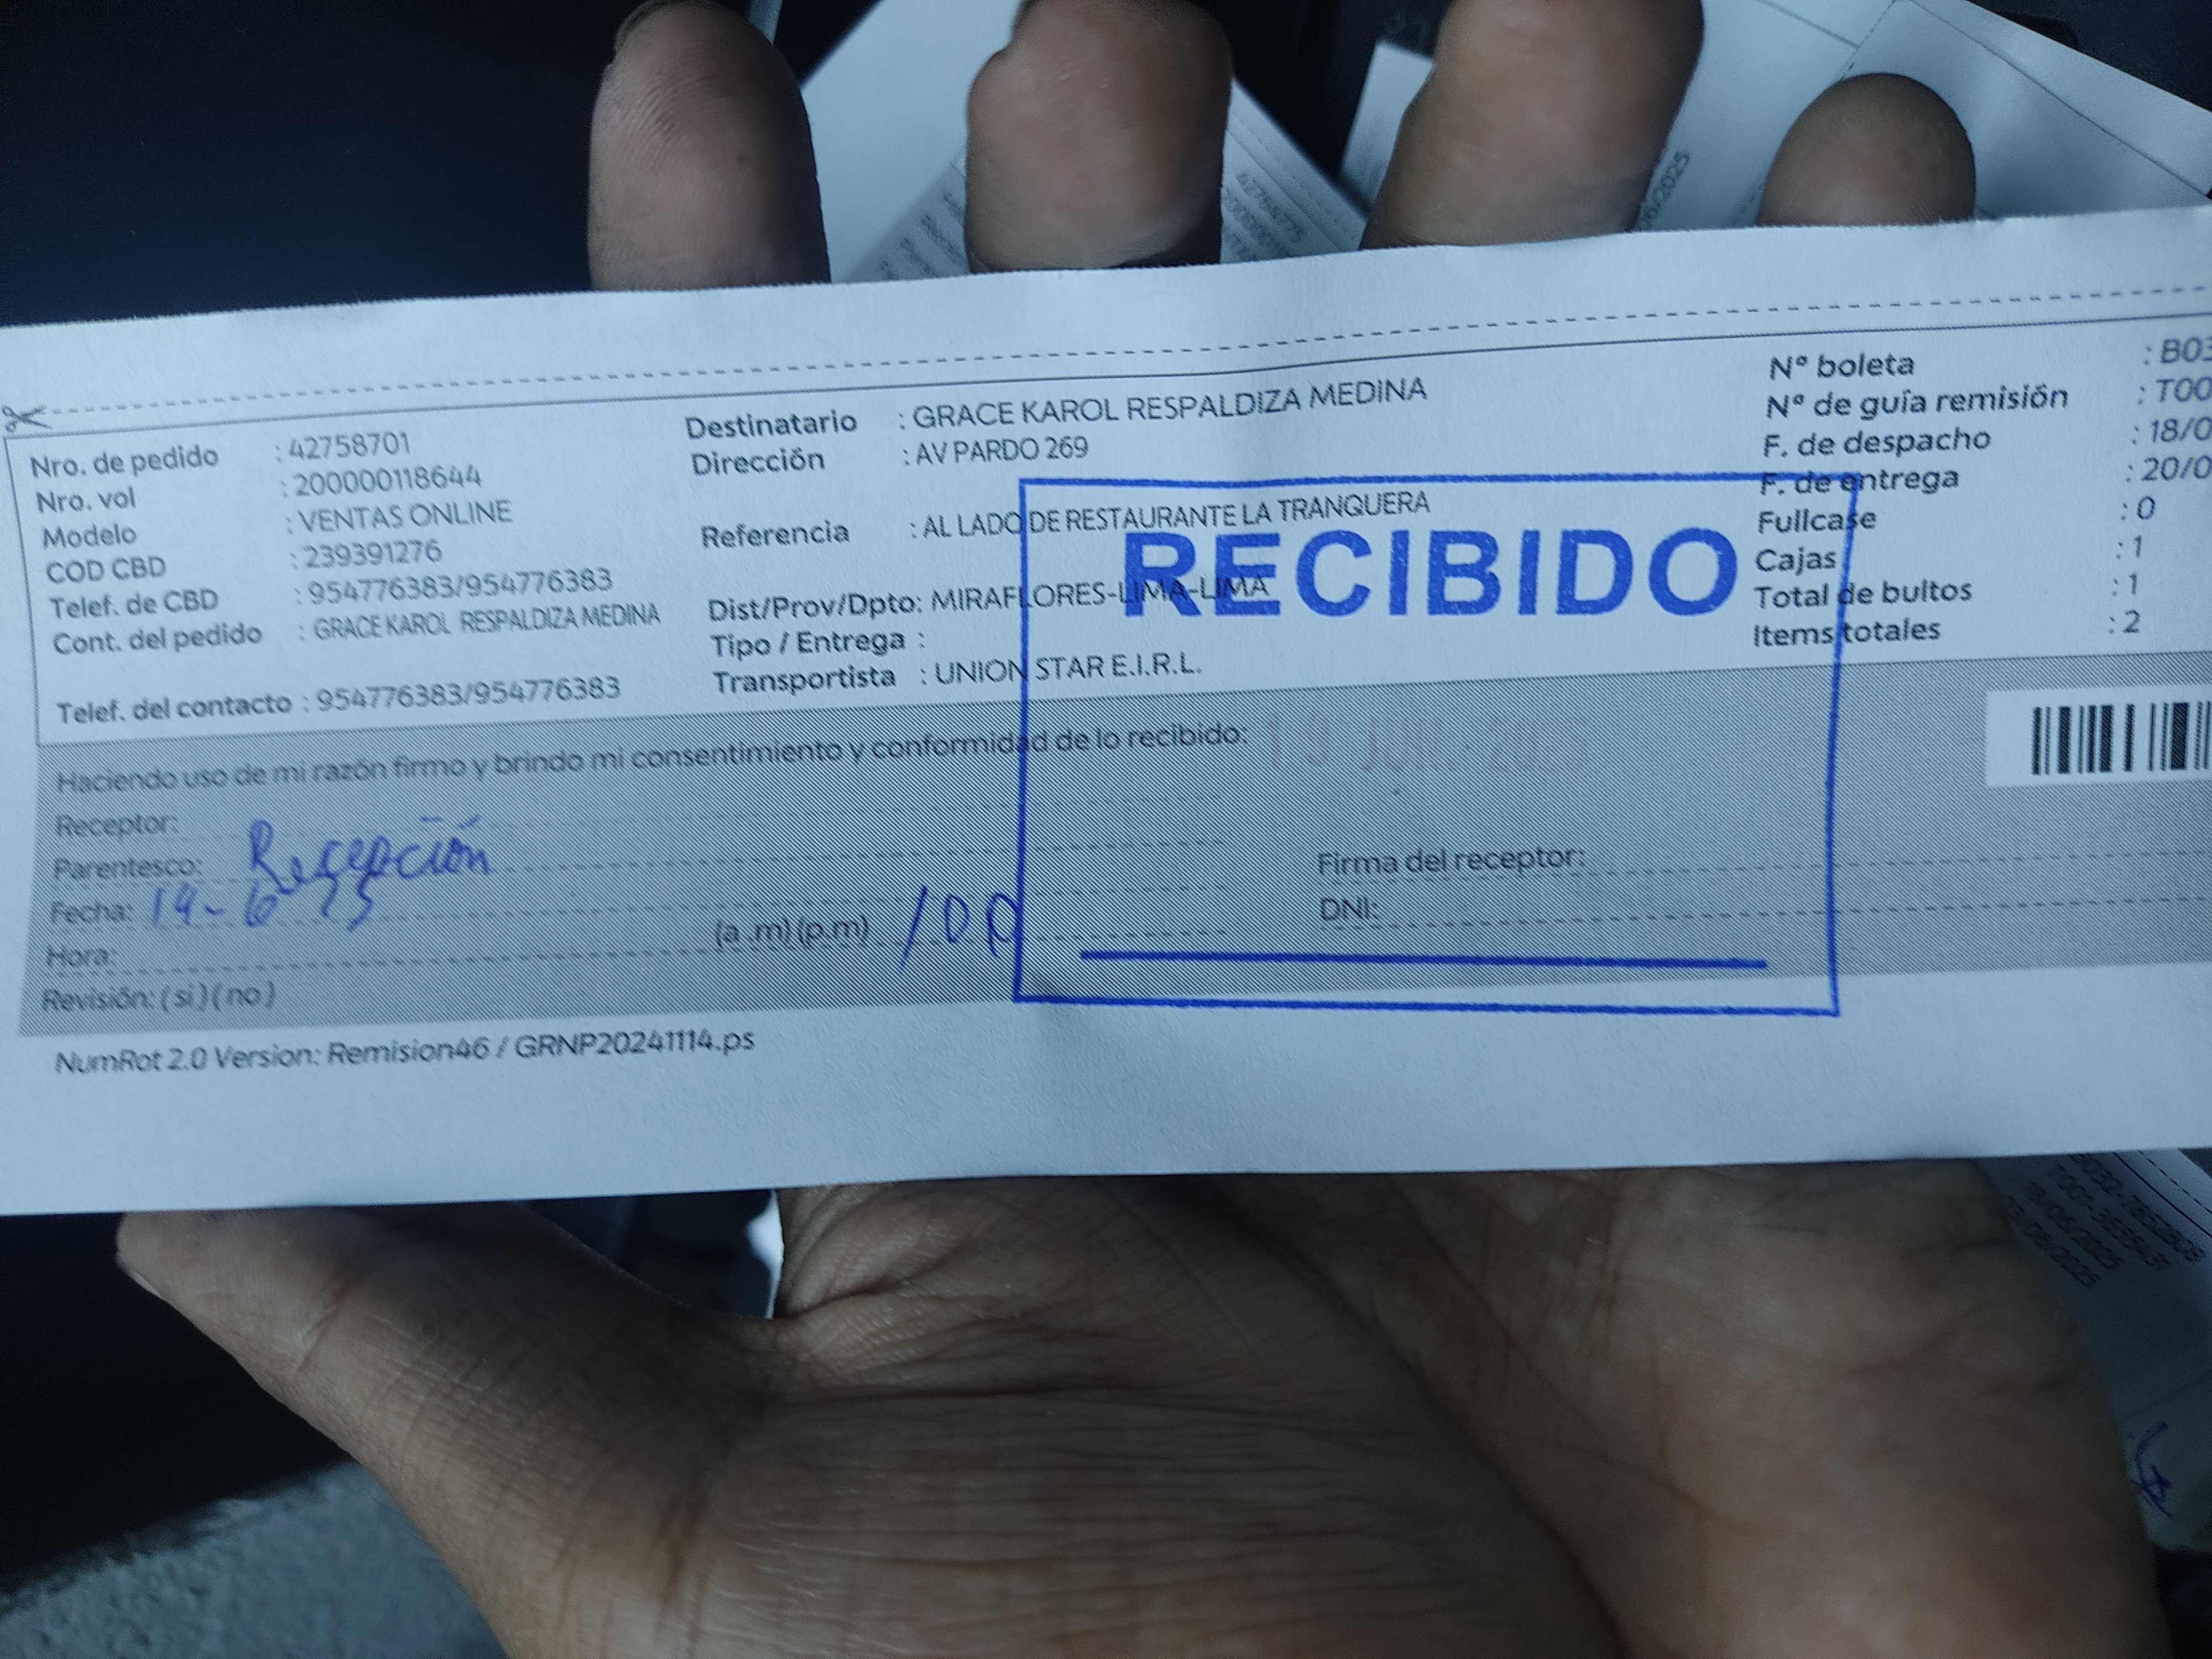 Nro. de pedido : 42758701
Nro. vol : 200000118644
Modelo : VENTAS ONLINE
COD CBD : 239391276
Telef. de CBD : 954776383/954776383
Cont. del pedido : GRACE KAROL RESPALDIZA MEDINA
Telef. del contacto : 954776383/954776383
Destinatario : GRACE KAROL RESPALDIZA MEDINA
Dirección : AV PARDO 269
Referencia : AL LADO DE RESTAURANTE LA TRANQUERA
Dist/Prov/Dpto: MIRAFLORES-LIMA-LIMA
Tipo / Entrega :
Transportista : UNION STAR E.I.R.L.
Nº boleta : B03
Nº de guía remisión : T00
F. de despacho : 18/0
F. de entrega : 20/0
Fullcase : 0
Cajas : 1
Total de bultos : 1
Items totales : 2
RECIBIDO
Haciendo uso de mi razón firmo y brindo mi consentimiento y conformidad de lo recibido:
Receptor:
Parentesco: Recepción
Fecha:
Hora: (a .m) (p.m)
Revisión: ( si ) ( no )
Firma del receptor:
DNI:
NumRot 2.0 Version: Remision46 / GRNP20241114.ps